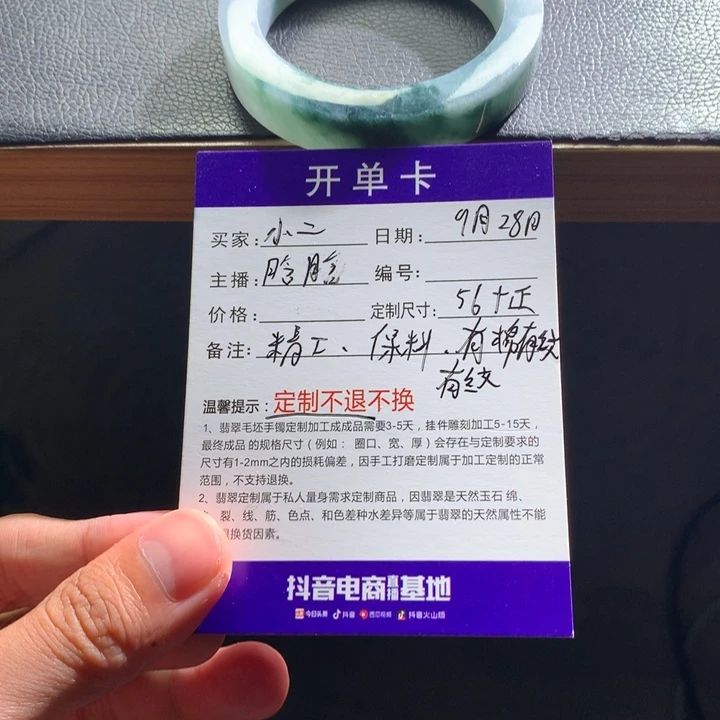 开单卡
买家: 小二 日期: 9月28日
主播: 晗晗 编号:
价格: 定制尺寸: 56十正
备注: 精工、保料、有棉有纹
有纹
温馨提示: 定制不退不换
1、翡翠毛坯手镯定制加工成成品需要3-5天，挂件雕刻加工5-15天，
最终成品 的规格尺寸（例如： 圈口、宽、厚）会存在与定制要求的
尺寸有1-2mm之内的损耗偏差，因手工打磨定制属于加工定制的正常
范围，不支持退换。
2、翡翠定制属于私人量身需求定制商品，因翡翠是天然玉石 绵、
裂、线、筋、色点、和色差种水差异等属于翡翠的天然属性不能
换货因素。
抖音电商直播基地
今日头条 抖音 西瓜视频 抖音火山版